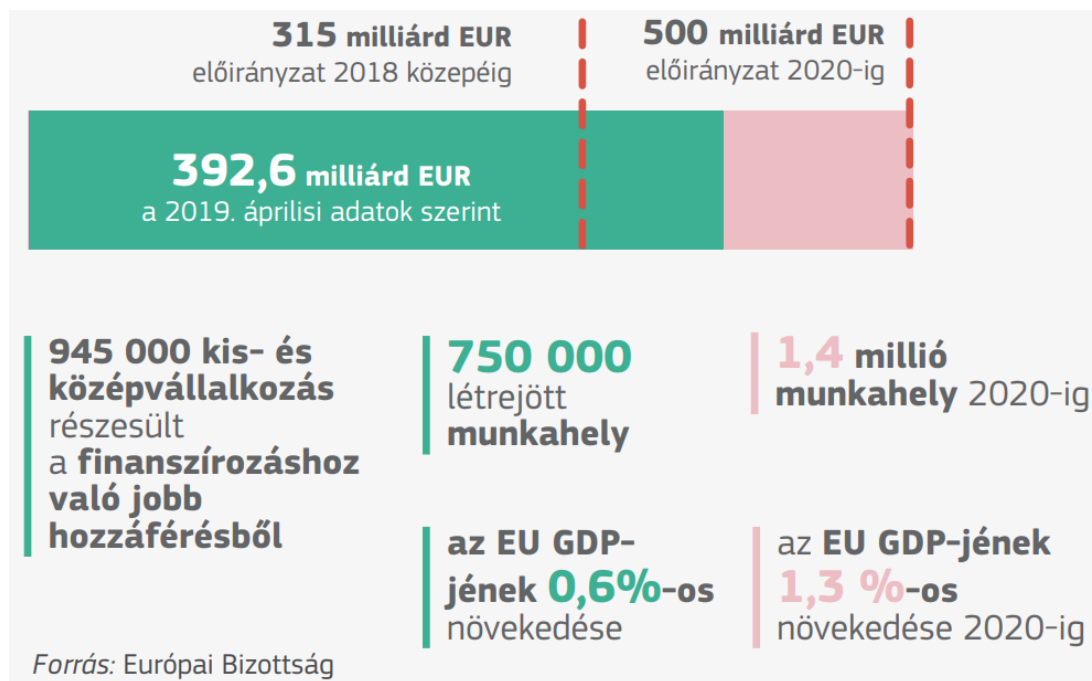 315 milliárd EUR
előirányzat 2018 közepéig
500 milliárd EUR
előirányzat 2020-ig
392,6 milliárd EUR
a 2019. áprilisi adatok szerint
945 000 kis- és
középvállalkozás
részesült
a finanszírozáshoz
való jobb
hozzáférésből
750 000
létrejött
munkahely
1,4 millió
munkahely 2020-ig
az EU GDP-
jének 0,6%-os
növekedése
az EU GDP-jének
1,3 %-os
növekedése 2020-ig
Forrás: Európai Bizottság